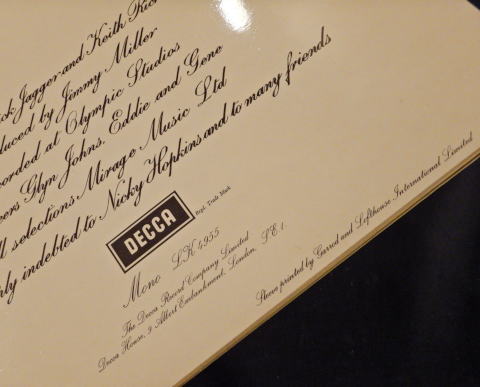 ck Jagger and Keith Ric
duced by Jimmy Miller
corded at Olympic Studios
eers Glyn Johns, Eddie and Gene
ll selections Mirage Music Ltd
ly indebted to Nicky Hopkins and to many friends
DECCA
Regd. Trade Mark
Mono LK 4955
The Decca Record Company Limited
Decca House, 9 Albert Embankment, London, S.E.1.
Sleeve printed by Garrod and Lofthouse International Limited